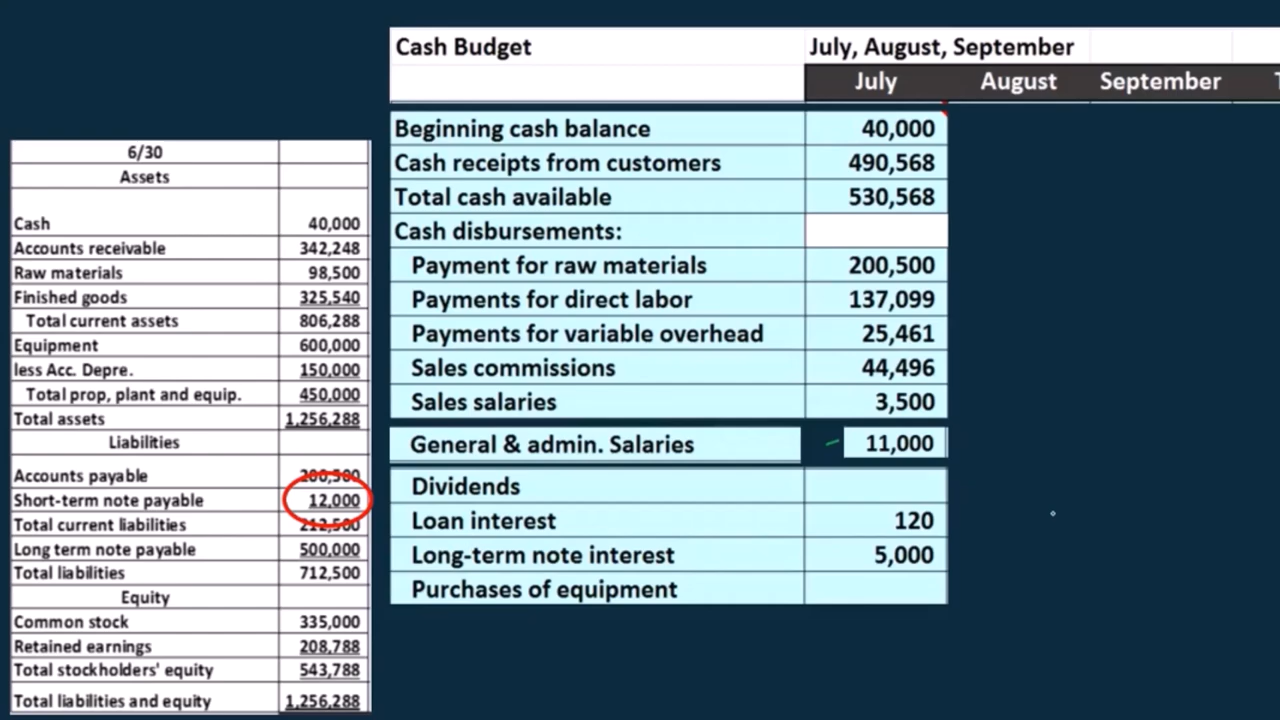 Cash Budget July, August, September
July August September
Beginning cash balance 40,000
Cash receipts from customers 490,568
Total cash available 530,568
Cash disbursements:
Payment for raw materials 200,500
Payments for direct labor 137,099
Payments for variable overhead 25,461
Sales commissions 44,496
Sales salaries 3,500
General & admin. Salaries 11,000
Dividends
Loan interest 120
Long-term note interest 5,000
Purchases of equipment
6/30
Assets
Cash 40,000
Accounts receivable 342,248
Raw materials 98,500
Finished goods 325,540
Total current assets 806,288
Equipment 600,000
less Acc. Depre. 150,000
Total prop, plant and equip. 450,000
Total assets 1,256,288
Liabilities
Accounts payable 200,500
Short-term note payable 12,000
Total current liabilities 212,500
Long term note payable 500,000
Total liabilities 712,500
Equity
Common stock 335,000
Retained earnings 208,788
Total stockholders' equity 543,788
Total liabilities and equity 1,256,288